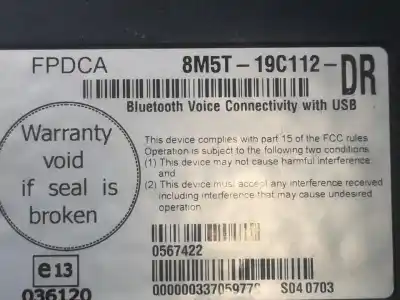 FPDCA 8M5T-19C112-DR
Bluetooth Voice Connectivity with USB
Warranty
void
if seal is
broken
This device complies with part 15 of the FCC rules
Operation is subject to the following two conditions
(1) This device may not cause harmful interference
and
(2) This device must accept any interference received
including interference that may cause undesired
operation
0567422
e13
036120
S04 0703